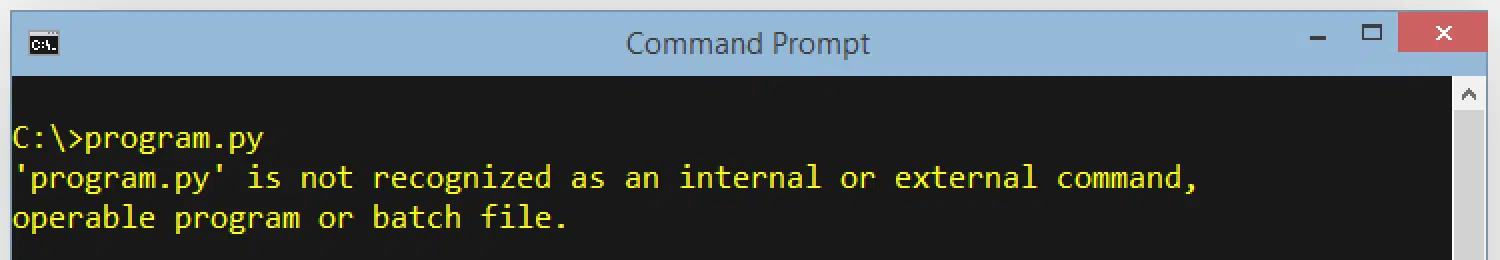 C:\.
Command Prompt
C:\>program.py
'program.py' is not recognized as an internal or external command,
operable program or batch file.